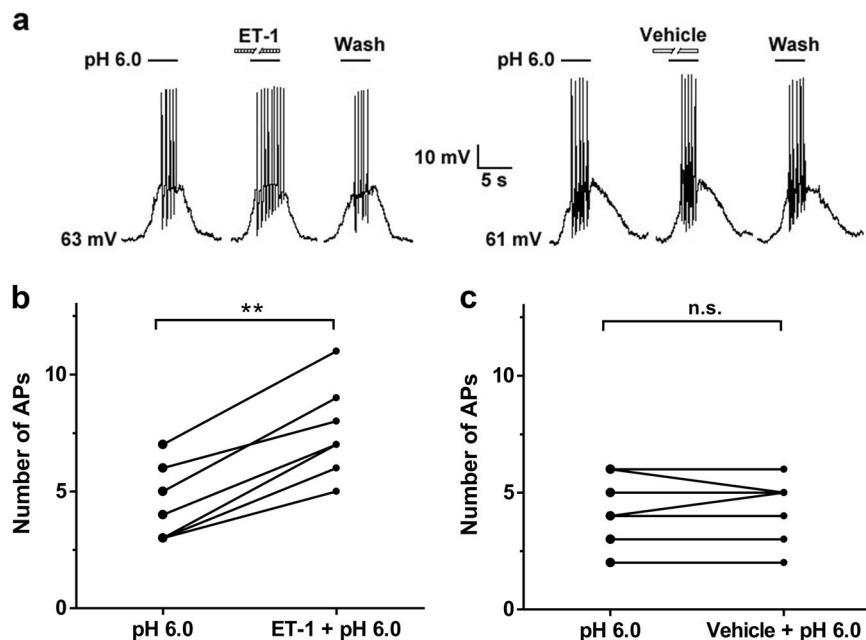 a
ET-1
Wash
pH 6.0
63 mV
10 mV
5 s
Vehicle
Wash
pH 6.0
61 mV
b
**
Number of APs
10
5
0
pH 6.0
ET-1 + pH 6.0
c
n.s.
Number of APs
10
5
0
pH 6.0
Vehicle + pH 6.0